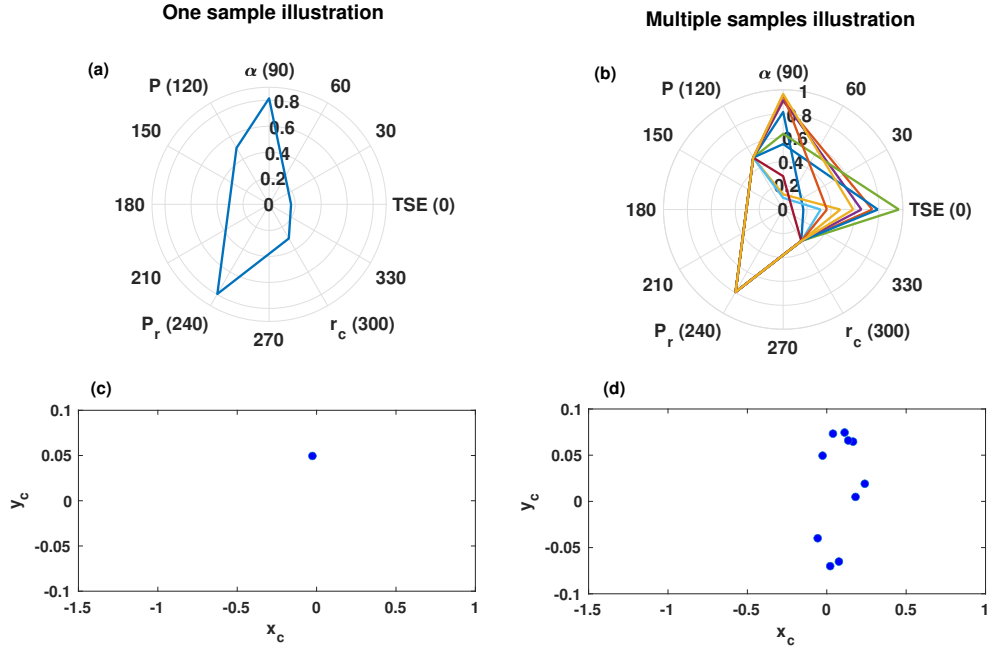 One sample illustration
Multiple samples illustration
(a)
α (90)
P (120)
60
150
30
0.8
0.6
0.4
0.2
0
180
TSE (0)
210
330
P_r (240)
r_c (300)
270
(b)
α (90)
P (120)
60
1
150
30
0.8
0.6
0.4
0.2
0
180
TSE (0)
210
330
P_r (240)
r_c (300)
270
(c)
0.1
0.05
0
-0.05
-0.1
y_c
-1.5 -1 -0.5 0 0.5 1
x_c
(d)
0.1
0.05
0
-0.05
-0.1
y_c
-1.5 -1 -0.5 0 0.5 1
x_c